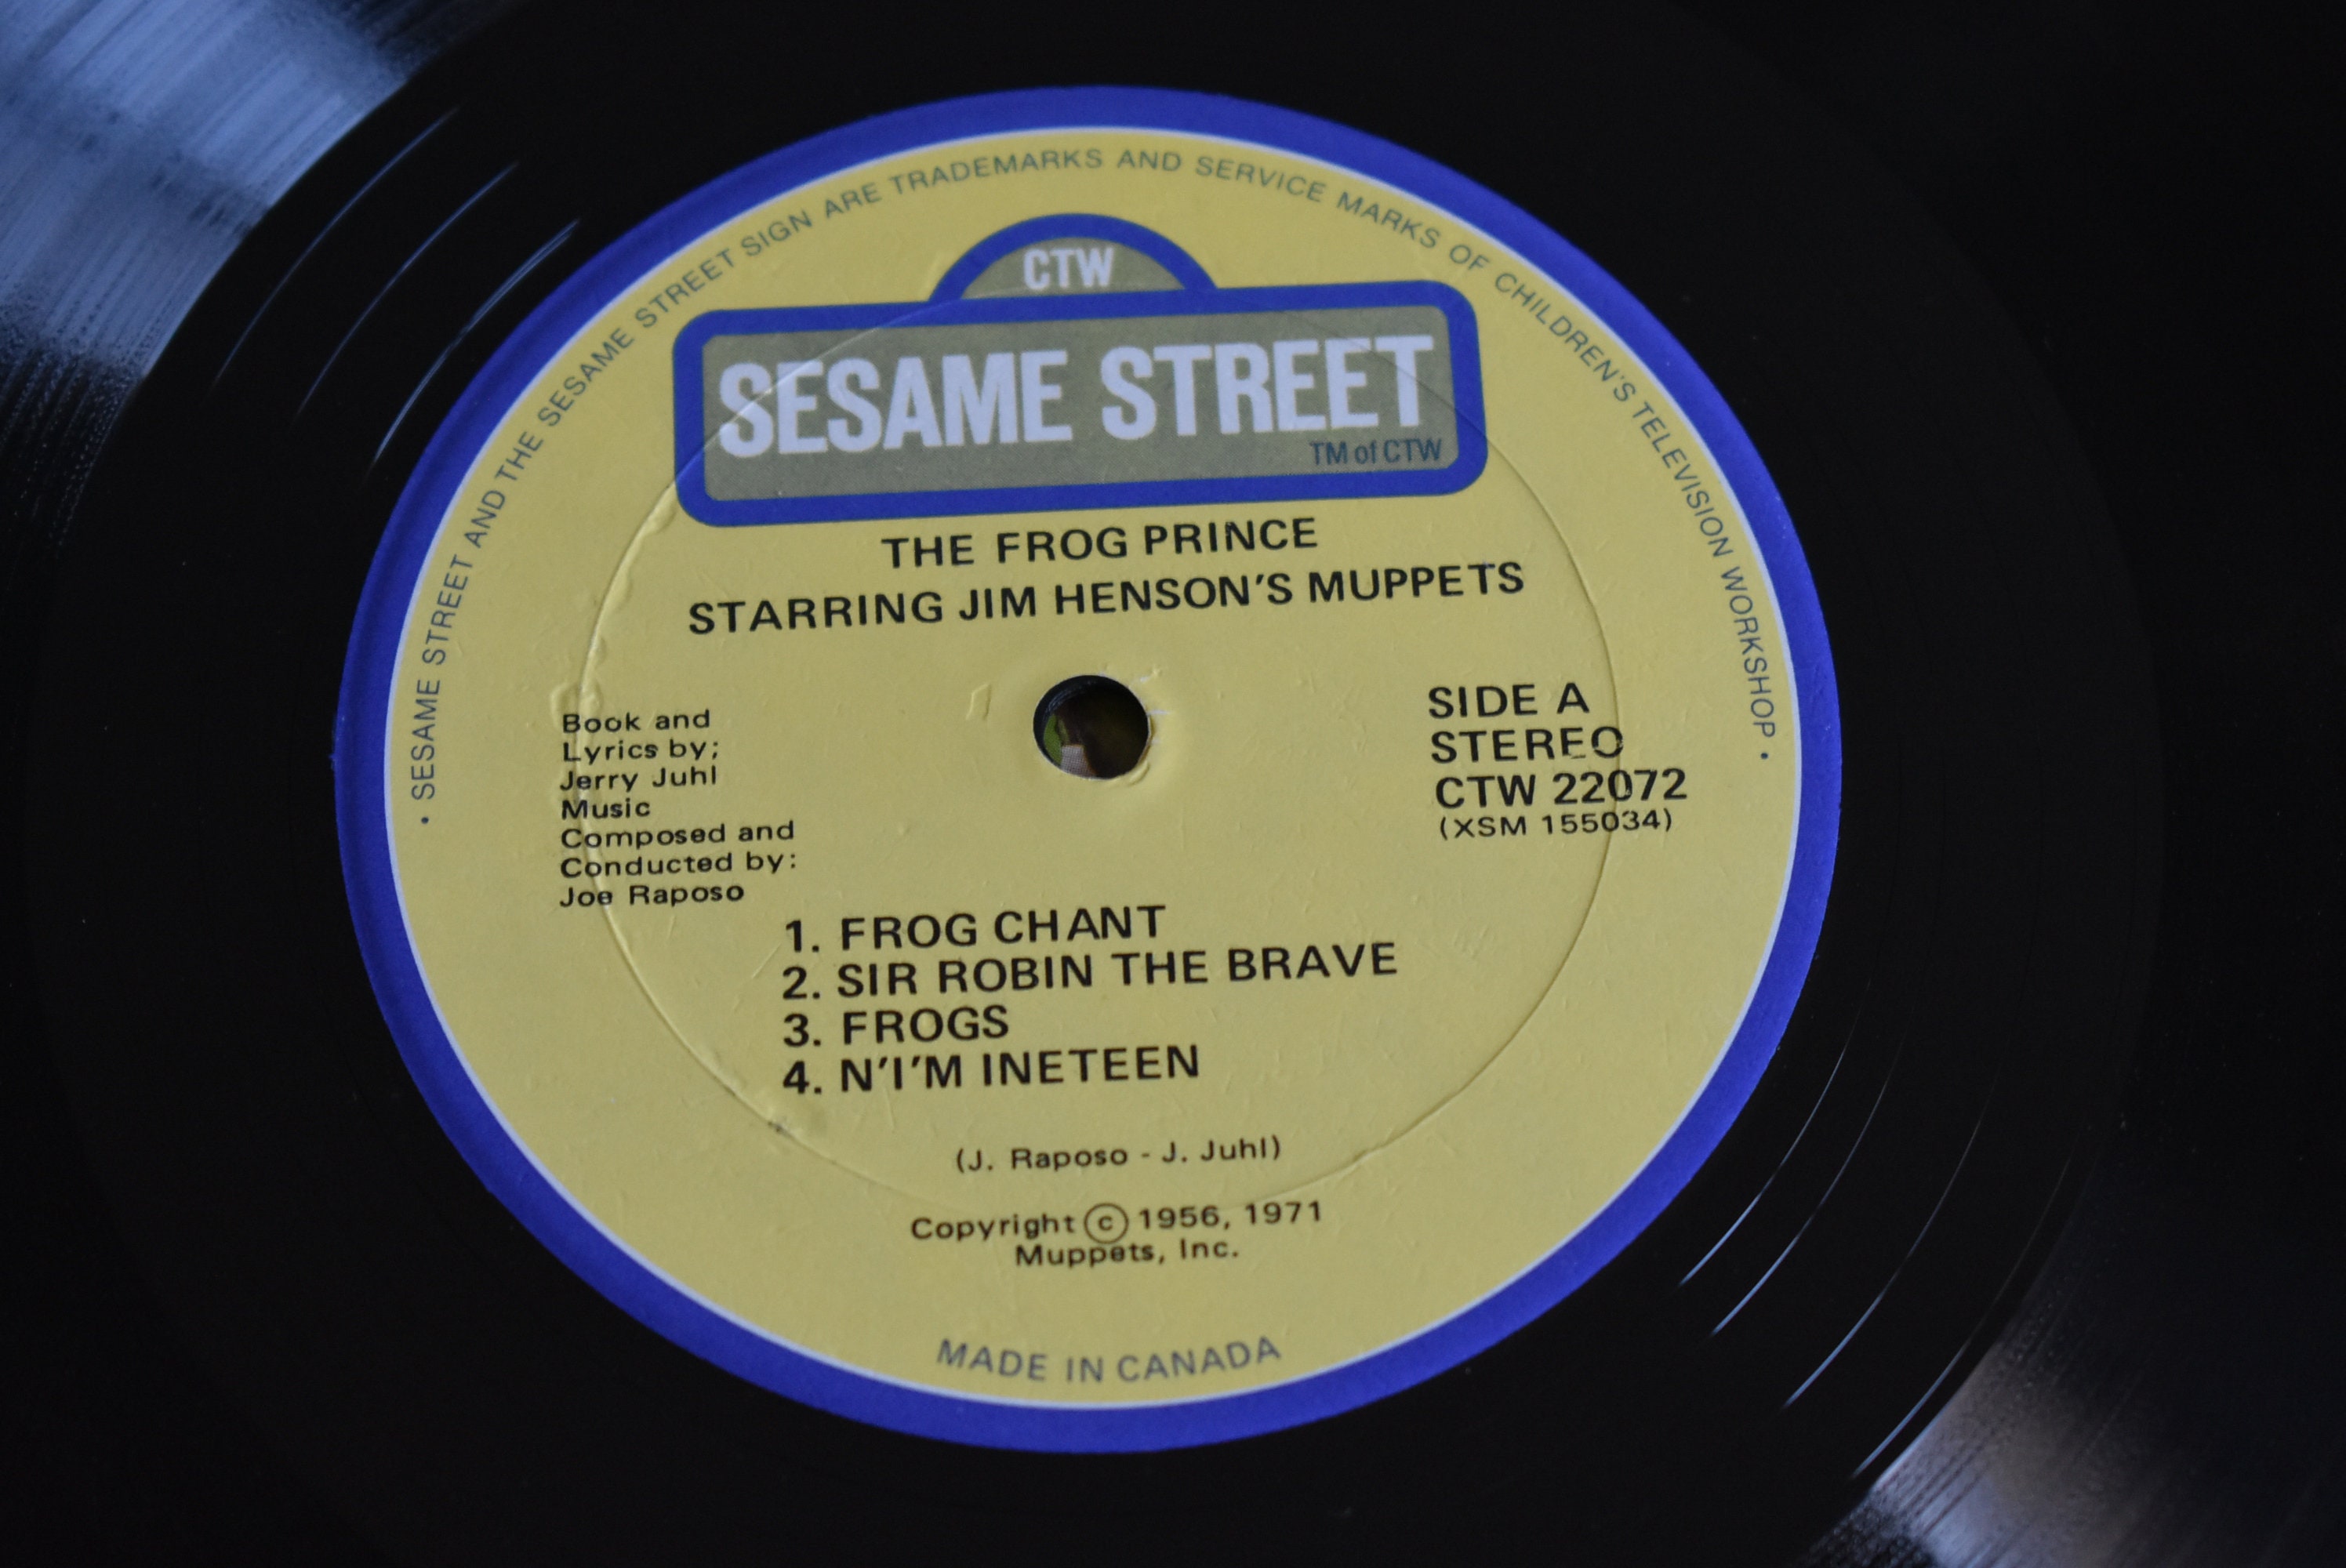 • SESAME STREET AND THE SESAME STREET SIGN ARE TRADEMARKS AND SERVICE MARKS OF CHILDREN'S TELEVISION WORKSHOP •
CTW
SESAME STREET
TM of CTW
THE FROG PRINCE
STARRING JIM HENSON'S MUPPETS
Book and
Lyrics by;
Jerry Juhl
Music
Composed and
Conducted by:
Joe Raposo
SIDE A
STEREO
CTW 22072
(XSM 155034)
1. FROG CHANT
2. SIR ROBIN THE BRAVE
3. FROGS
4. N'I'M INETEEN
(J. Raposo - J. Juhl)
Copyright © 1956, 1971
Muppets, Inc.
MADE IN CANADA